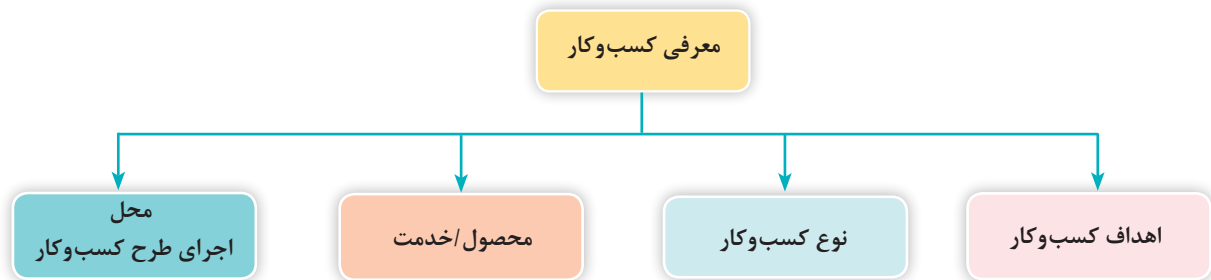 معرفی کسب‌وکار
اهداف کسب‌وکار
نوع کسب‌وکار
محصول/خدمت
محل
اجرای طرح کسب‌وکار